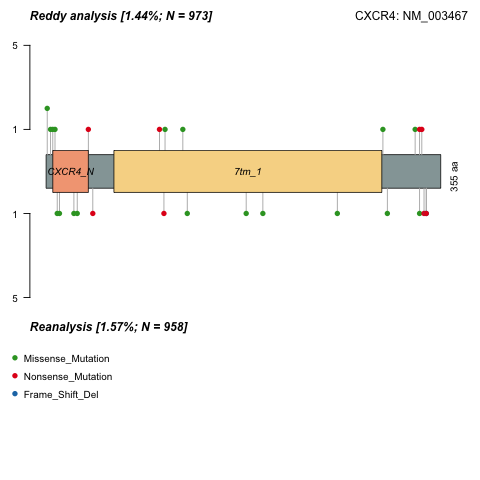 Reddy analysis [1.44%; N = 973]
CXCR4: NM_003467
5
1
CXCR4_N
7tm_1
355 aa
1
5
Reanalysis [1.57%; N = 958]
Missense_Mutation
Nonsense_Mutation
Frame_Shift_Del